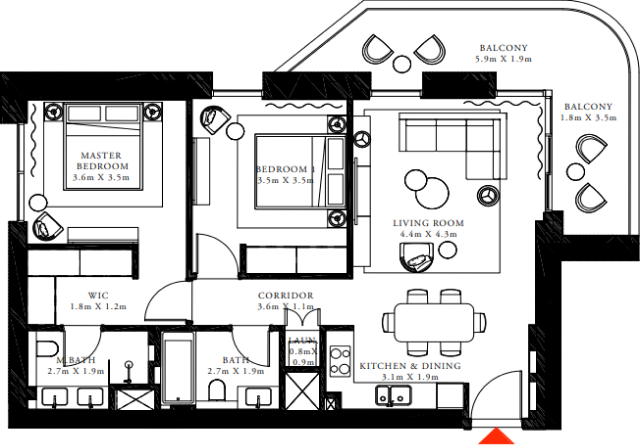 BALCONY
5.9m X 1.9m
BALCONY
1.8m X 3.5m
MASTER
BEDROOM
3.6m X 3.5m
BEDROOM 1
3.5m X 3.5m
LIVING ROOM
4.4m X 4.3m
WIC
1.8m X 1.2m
CORRIDOR
3.6m X 1.1m
LAUN.
0.8mX
0.9m
M.BATH
2.7m X 1.9m
BATH
2.7m X 1.9m
KITCHEN & DINING
3.1m X 1.9m